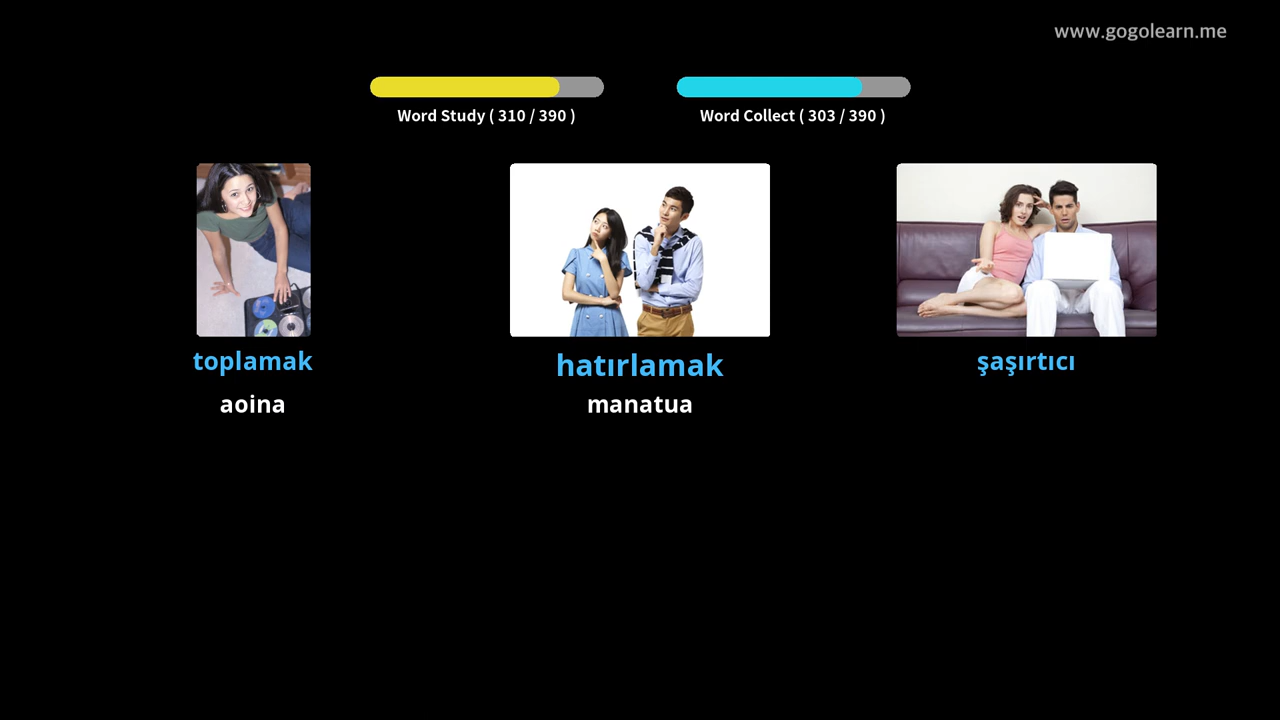 www.gogolearn.me
Word Study ( 310 / 390 )
Word Collect ( 303 / 390 )
toplamak
hatırlamak
şaşırtıcı
aoina
manatua